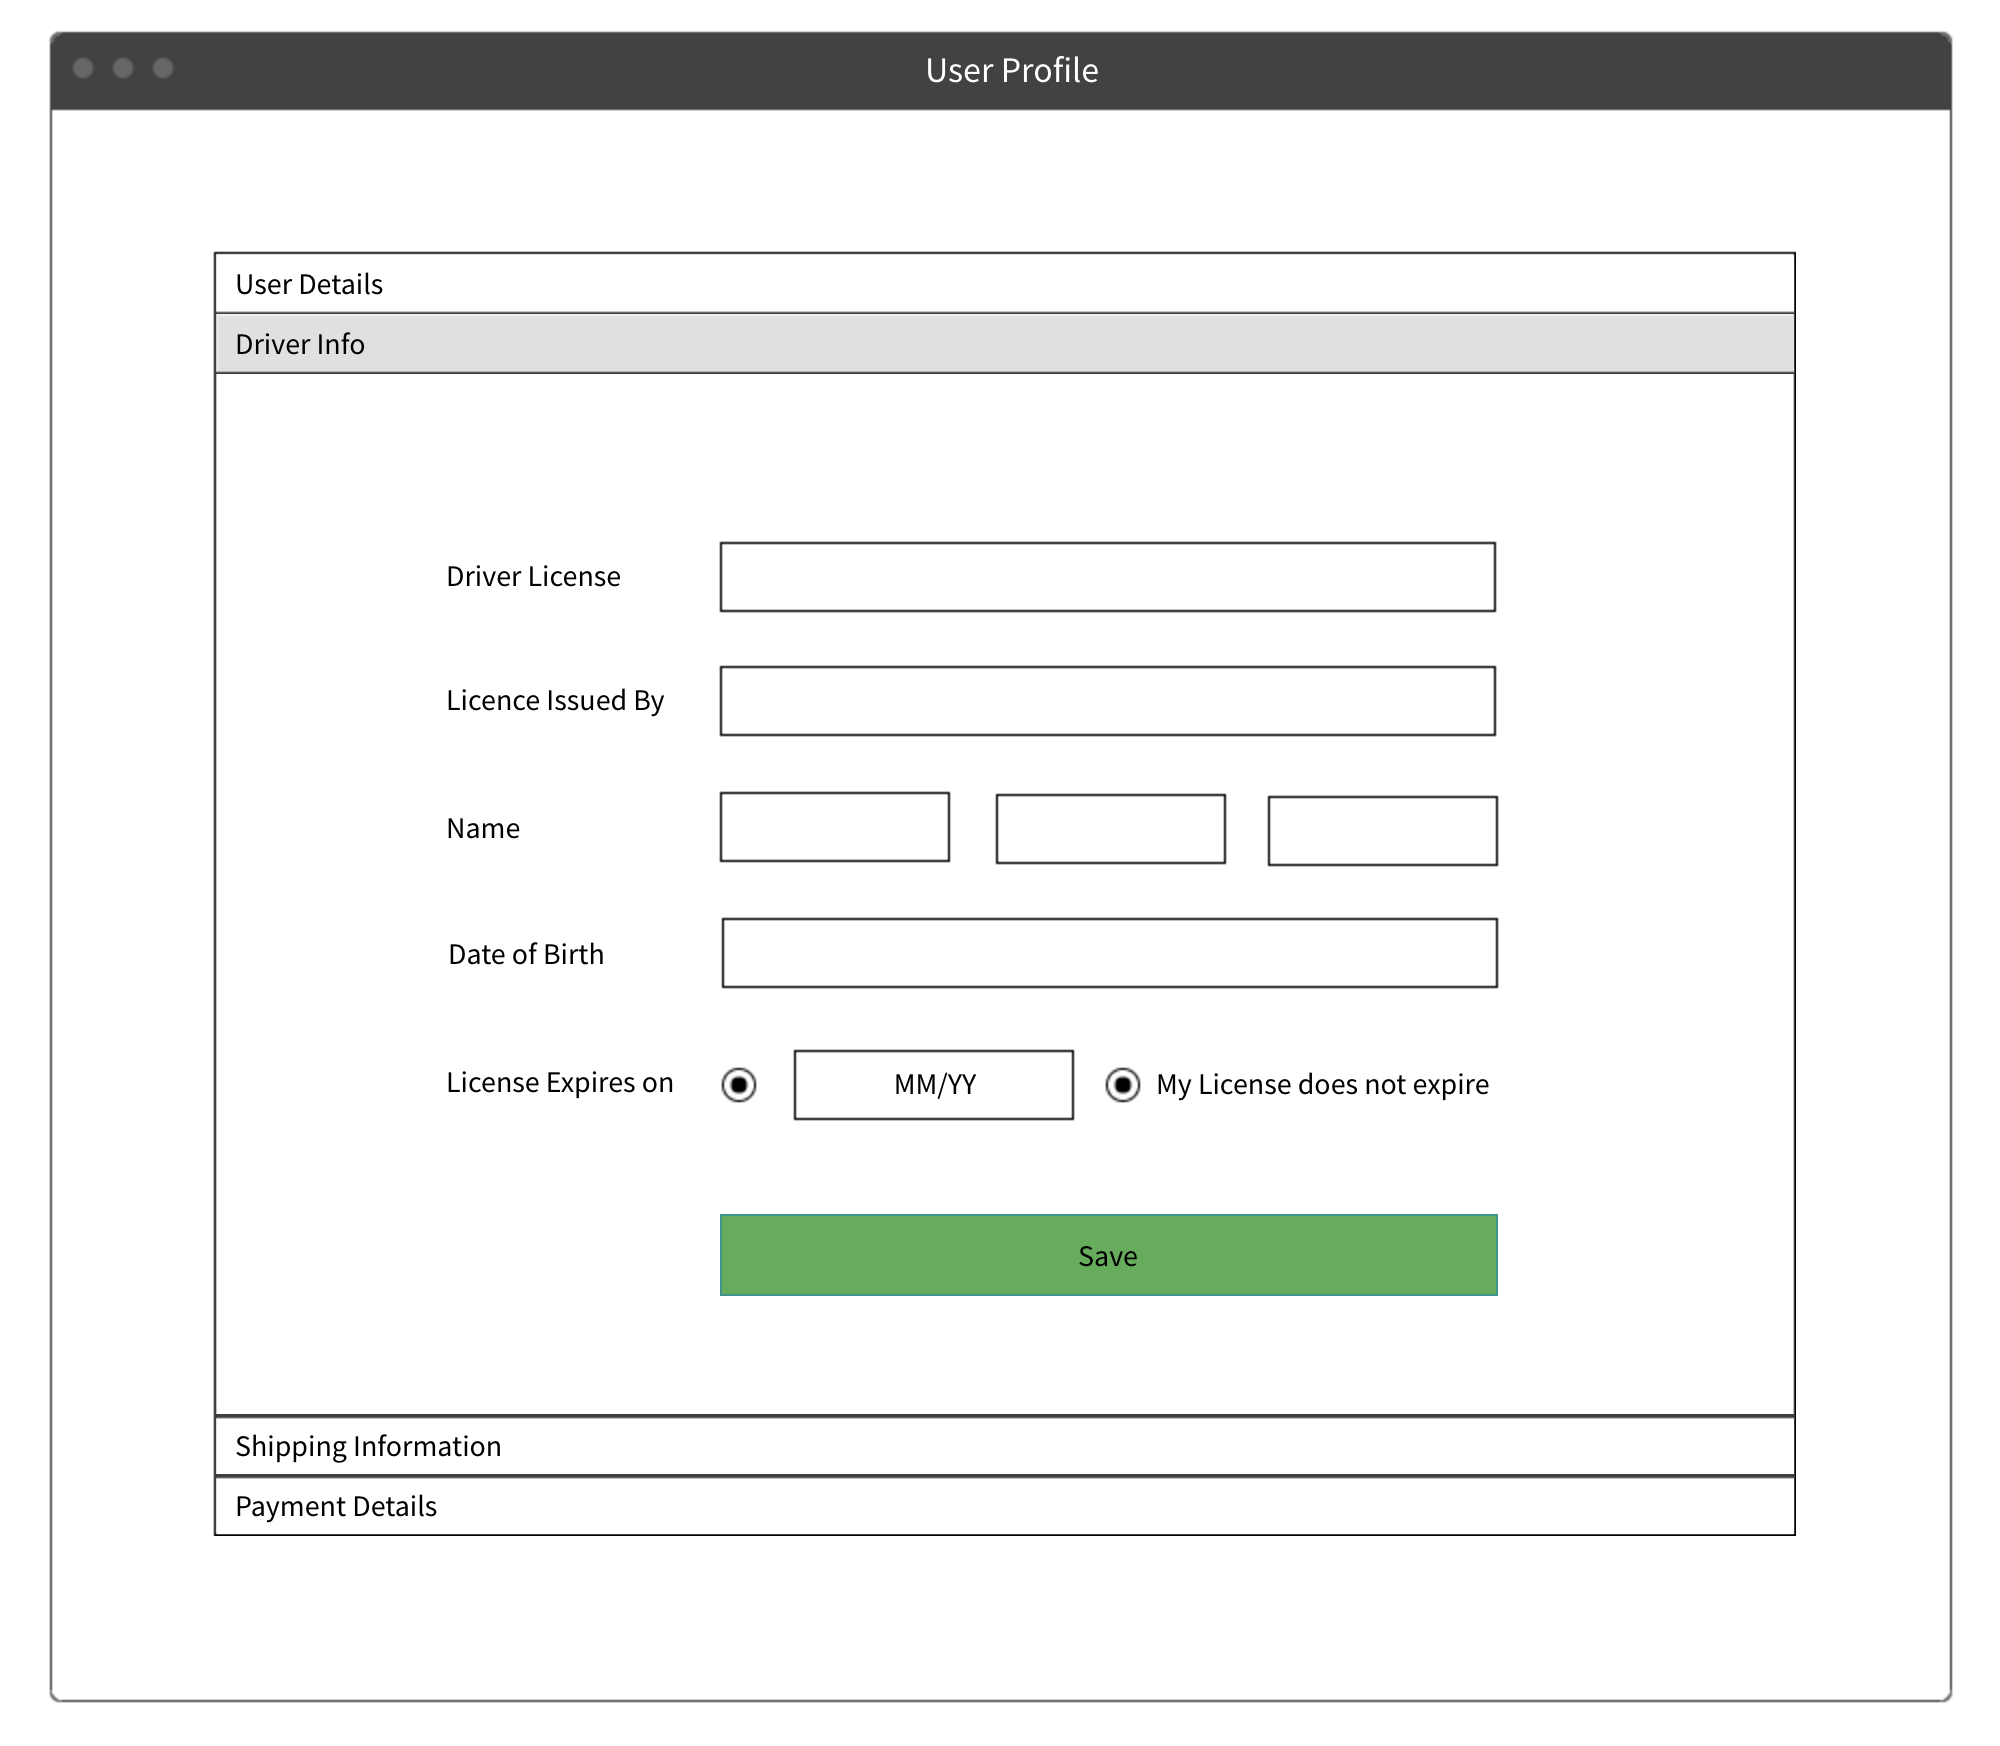 User Profile
User Details
Driver Info
Driver License
Licence Issued By
Name
Date of Birth
License Expires on MM/YY My License does not expire
Save
Shipping Information
Payment Details